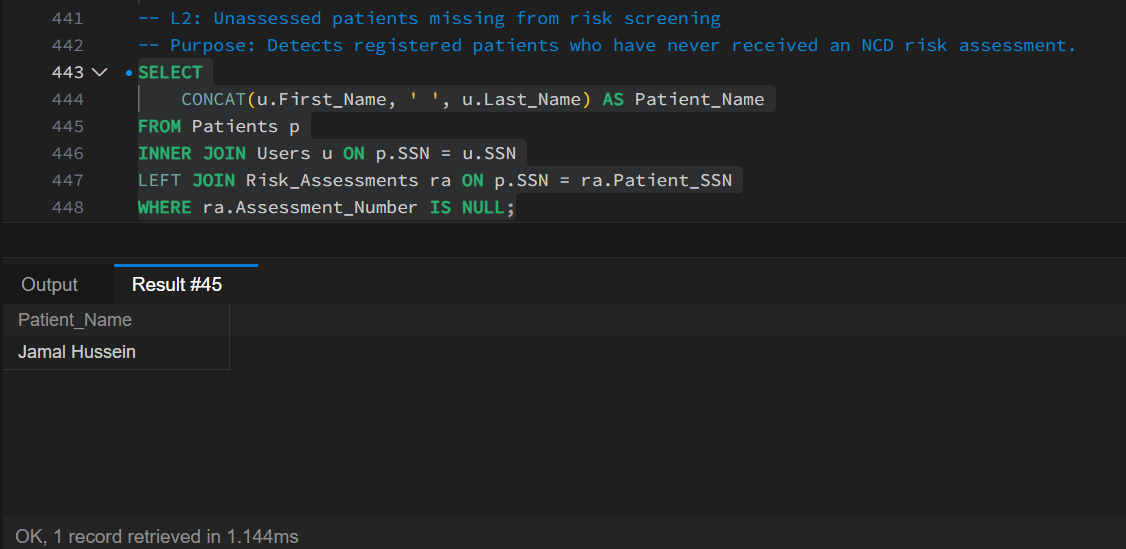 441 -- L2: Unassessed patients missing from risk screening
442 -- Purpose: Detects registered patients who have never received an NCD risk assessment.
443 SELECT
444 CONCAT(u.First_Name, ' ', u.Last_Name) AS Patient_Name
445 FROM Patients p
446 INNER JOIN Users u ON p.SSN = u.SSN
447 LEFT JOIN Risk_Assessments ra ON p.SSN = ra.Patient_SSN
448 WHERE ra.Assessment_Number IS NULL;
Output Result #45
Patient_Name
Jamal Hussein
OK, 1 record retrieved in 1.144ms